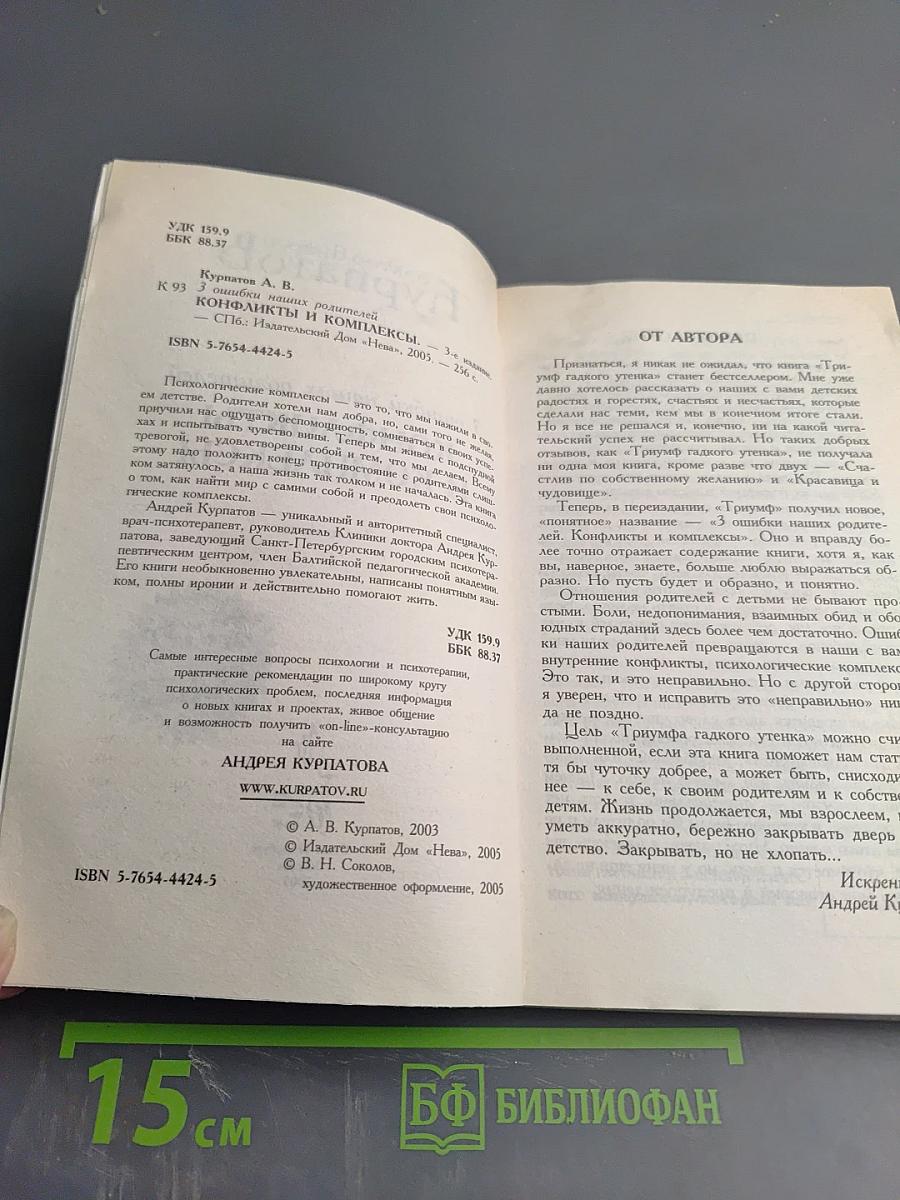 УДК 159.9
ББК 88.37
Курпатов А. В.
К 93 3 ошибки наших родителей
КОНФЛИКТЫ И КОМПЛЕКСЫ. — 3-е издание.
— СПб.: Издательский Дом «Нева», 2005. — 256 с.
ISBN 5-7654-4424-5
Психологические комплексы — это то, что мы нажили в сво-
ем детстве. Родители хотели нам добра, но, сами того не желая,
приучили нас ощущать беспомощность, сомневаться в своих успе-
хах и испытывать чувство вины. Теперь мы живем с подспудной
тревогой, не удовлетворены собой и тем, что мы делаем. Всему
этому надо положить конец; противостояние с родителями слиш-
ком затянулось, а наша жизнь так толком и не началась. Эта книга
о том, как найти мир с самими собой и преодолеть свои психоло-
гические комплексы.
Андрей Курпатов — уникальный и авторитетный специалист,
врач-психотерапевт, руководитель Клиники доктора Андрея Кур-
патова, заведующий Санкт-Петербургским городским психотера-
певтическим центром, член Балтийской педагогической академии.
Его книги необыкновенно увлекательны, написаны понятным язы-
ком, полны иронии и действительно помогают жить.
УДК 159.9
ББК 88.37
Самые интересные вопросы психологии и психотерапии,
практические рекомендации по широкому кругу
психологических проблем, последняя информация
о новых книгах и проектах, живое общение
и возможность получить «on-line»-консультацию
на сайте
АНДРЕЯ КУРПАТОВА
WWW.KURPATOV.RU
© А. В. Курпатов, 2003
© Издательский Дом «Нева», 2005
© В. Н. Соколов,
художественное оформление, 2005
ISBN 5-7654-4424-5
ОТ АВТОРА
Признаться, я никак не ожидал, что книга «Три-
умф гадкого утенка» станет бестселлером. Мне уже
давно хотелось рассказать о наших с вами детских
радостях и горестях, счастьях и несчастьях, которые
сделали нас теми, кем мы в конечном итоге стали.
Но я все не решался и, конечно, ни на какой чита-
тельский успех не рассчитывал. Но таких добрых
отзывов, как «Триумф гадкого утенка», не получала
ни одна моя книга, кроме разве что двух — «Сча-
стлив по собственному желанию» и «Красавица и
чудовище».
Теперь, в переиздании, «Триумф» получил новое,
«понятное» название — «3 ошибки наших родите-
лей. Конфликты и комплексы». Оно и вправду бо-
лее точно отражает содержание книги, хотя я, как
вы, наверное, знаете, больше люблю выражаться об-
разно. Но пусть будет и образно, и понятно.
Отношения родителей с детьми не бывают про-
стыми. Боли, недопонимания, взаимных обид и обо-
юдных страданий здесь более чем достаточно. Ошиб
ки наших родителей превращаются в наши с вам
внутренние конфликты, психологические комплекс
Это так, и это неправильно. Но с другой сторон
я уверен, что и исправить это «неправильно» ник
да не поздно.
Цель «Триумфа гадкого утенка» можно счи
выполненной, если эта книга поможет нам стат
тя бы чуточку добрее, а может быть, снисходи
нее — к себе, к своим родителям и к собстве
детям. Жизнь продолжается, мы взрослеем,
уметь аккуратно, бережно закрывать дверь
детство. Закрывать, но не хлопать...
Искрен
Андрей Ку
15 см
БФ БИБЛИОФАН